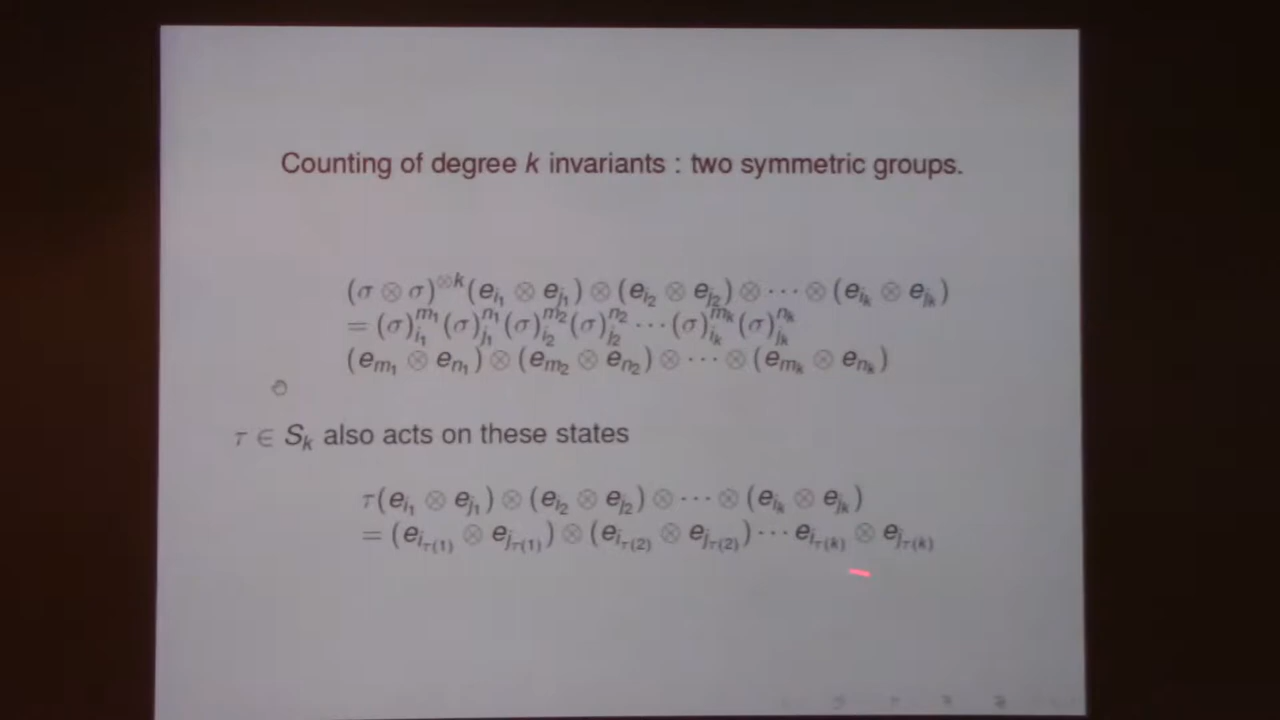 Counting of degree k invariants : two symmetric groups.
(σ ⊗ σ)^{⊗k}(e_{i_1} ⊗ e_{j_1}) ⊗ (e_{i_2} ⊗ e_{j_2}) ⊗ ··· ⊗ (e_{i_k} ⊗ e_{j_k})
= (σ)^{m_1}_{i_1}(σ)^{n_1}_{j_1}(σ)^{m_2}_{i_2}(σ)^{n_2}_{j_2} ··· (σ)^{m_k}_{i_k}(σ)^{n_k}_{j_k}
(e_{m_1} ⊗ e_{n_1}) ⊗ (e_{m_2} ⊗ e_{n_2}) ⊗ ··· ⊗ (e_{m_k} ⊗ e_{n_k})
τ ∈ S_k also acts on these states
τ(e_{i_1} ⊗ e_{j_1}) ⊗ (e_{i_2} ⊗ e_{j_2}) ⊗ ··· ⊗ (e_{i_k} ⊗ e_{j_k})
= (e_{i_{τ(1)}} ⊗ e_{j_{τ(1)}}) ⊗ (e_{i_{τ(2)}} ⊗ e_{j_{τ(2)}}) ··· e_{i_{τ(k)}} ⊗ e_{j_{τ(k)}}